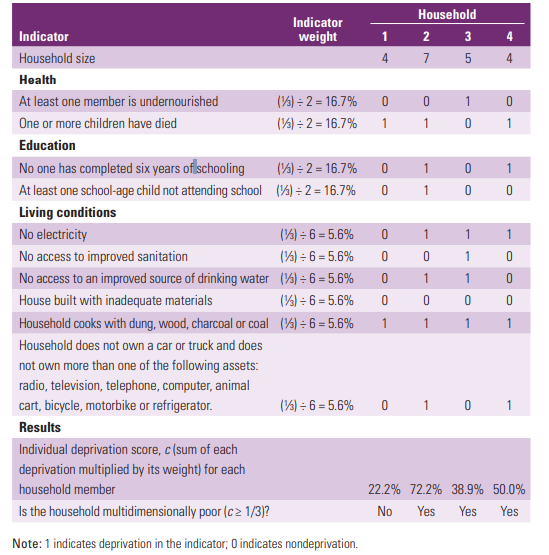 Household
Indicator Indicator weight 1 2 3 4
Household size 4 7 5 4
Health
At least one member is undernourished (⅓) ÷ 2 = 16.7% 0 0 1 0
One or more children have died (⅓) ÷ 2 = 16.7% 1 1 0 1
Education
No one has completed six years of schooling (⅓) ÷ 2 = 16.7% 0 1 0 1
At least one school-age child not attending school (⅓) ÷ 2 = 16.7% 0 1 0 0
Living conditions
No electricity (⅓) ÷ 6 = 5.6% 0 1 1 1
No access to improved sanitation (⅓) ÷ 6 = 5.6% 0 0 1 0
No access to an improved source of drinking water (⅓) ÷ 6 = 5.6% 0 1 1 0
House built with inadequate materials (⅓) ÷ 6 = 5.6% 0 0 0 0
Household cooks with dung, wood, charcoal or coal (⅓) ÷ 6 = 5.6% 1 1 1 1
Household does not own a car or truck and does
not own more than one of the following assets:
radio, television, telephone, computer, animal
cart, bicycle, motorbike or refrigerator. (⅓) ÷ 6 = 5.6% 0 1 0 1
Results
Individual deprivation score, c (sum of each
deprivation multiplied by its weight) for each
household member 22.2% 72.2% 38.9% 50.0%
Is the household multidimensionally poor (c ≥ 1/3)? No Yes Yes Yes
Note: 1 indicates deprivation in the indicator; 0 indicates nondeprivation.